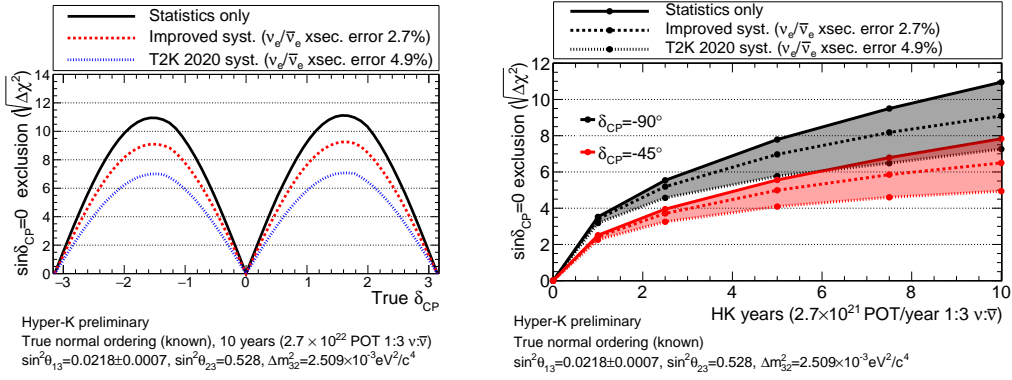 Statistics only
Improved syst. (νₑ/ν̅ₑ xsec. error 2.7%)
T2K 2020 syst. (νₑ/ν̅ₑ xsec. error 4.9%)
14
12
10
8
6
4
2
0
sinδCP=0 exclusion (√Δχ²)
−3 −2 −1 0 1 2 3
True δCP
Hyper-K preliminary
True normal ordering (known), 10 years (2.7 × 10²² POT 1:3 ν:ν̅)
sin²θ₁₃=0.0218±0.0007, sin²θ₂₃=0.528, Δm²₃₂=2.509×10⁻³eV²/c⁴
Statistics only
Improved syst. (νₑ/ν̅ₑ xsec. error 2.7%)
T2K 2020 syst. (νₑ/ν̅ₑ xsec. error 4.9%)
12
10
8
6
4
2
0
sinδCP=0 exclusion (√Δχ²)
δCP=-90°
δCP=-45°
0 2 4 6 8 10
HK years (2.7×10²¹ POT/year 1:3 ν:ν̅)
Hyper-K preliminary
True normal ordering (known)
sin²θ₁₃=0.0218±0.0007, sin²θ₂₃=0.528, Δm²₃₂=2.509×10⁻³eV²/c⁴